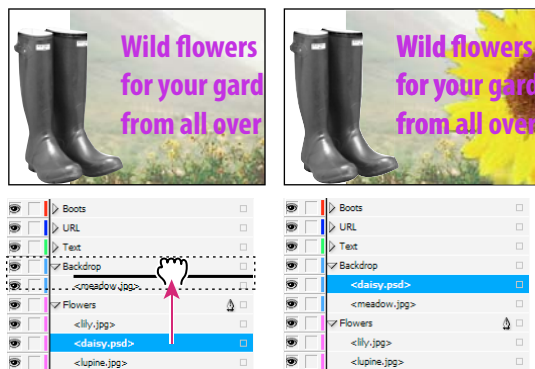 Wild flowers
for your gard
from all over
Boots
URL
Text
Backdrop
<meadow.jpg>
Flowers
<lily.jpg>
<daisy.psd>
<lupine.jpg>
Wild flowers
for your gard
from all over
Boots
URL
Text
Backdrop
<daisy.psd>
<meadow.jpg>
Flowers
<lily.jpg>
<lupine.jpg>